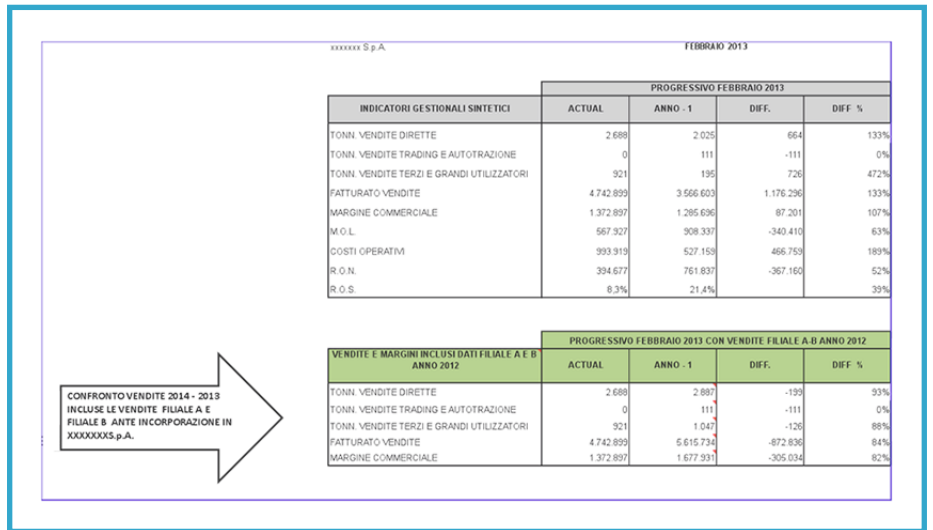 xxxxxxx S.p.A. FEBBRAIO 2013
PROGRESSIVO FEBBRAIO 2013
INDICATORI GESTIONALI SINTETICI ACTUAL ANNO - 1 DIFF. DIFF %
TONN. VENDITE DIRETTE 2.688 2.025 664 133%
TONN. VENDITE TRADING E AUTOTRAZIONE 0 111 -111 0%
TONN. VENDITE TERZI E GRANDI UTILIZZATORI 921 195 726 472%
FATTURATO VENDITE 4.742.899 3.566.603 1.176.296 133%
MARGINE COMMERCIALE 1.372.897 1.285.696 87.201 107%
M.O.L. 567.927 908.337 -340.410 63%
COSTI OPERATIVI 993.919 527.159 466.759 189%
R.O.N. 394.677 761.837 -367.160 52%
R.O.S. 8,3% 21,4% 39%
PROGRESSIVO FEBBRAIO 2013 CON VENDITE FILIALE A-B ANNO 2012
VENDITE E MARGINI INCLUSI DATI FILIALE A E B
ANNO 2012 ACTUAL ANNO - 1 DIFF. DIFF %
TONN. VENDITE DIRETTE 2.688 2.887 -199 93%
TONN. VENDITE TRADING E AUTOTRAZIONE 0 111 -111 0%
TONN. VENDITE TERZI E GRANDI UTILIZZATORI 921 1.047 -126 88%
FATTURATO VENDITE 4.742.899 5.615.734 -872.836 84%
MARGINE COMMERCIALE 1.372.897 1.677.931 -305.034 82%
CONFRONTO VENDITE 2014 - 2013
INCLUSE LE VENDITE FILIALE A E
FILIALE B ANTE INCORPORAZIONE IN
XXXXXXXS.p.A.